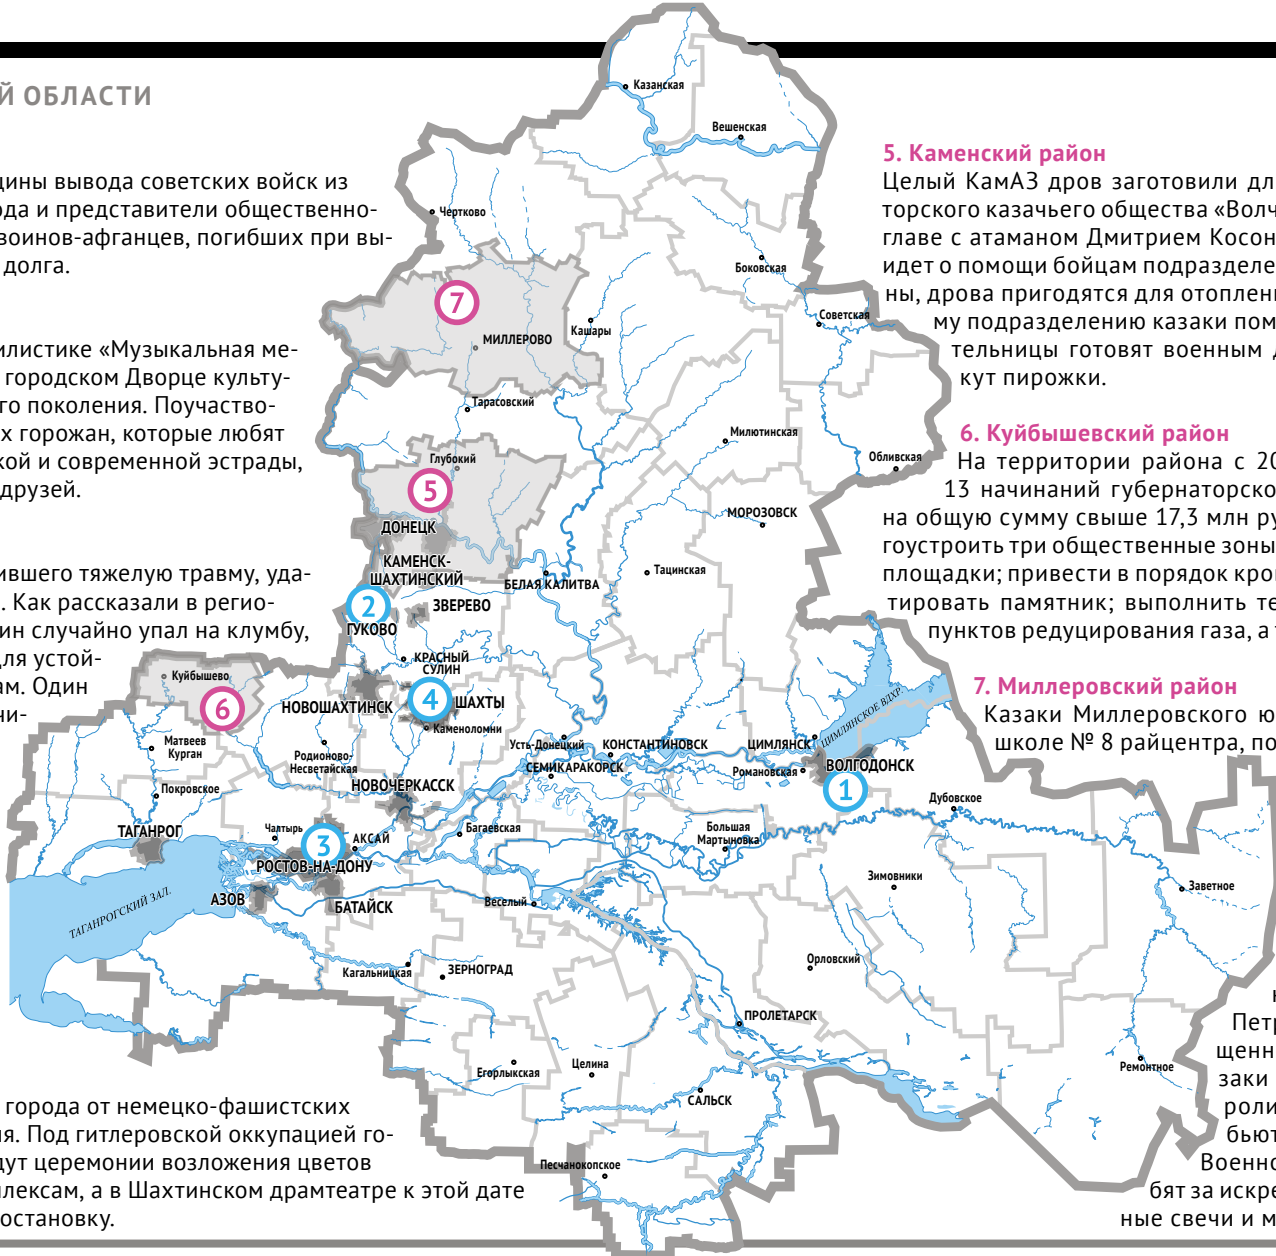 Й ОБЛАСТИ
цины вывода советских войск из
ода и представители общественно-
воинов-афганцев, погибших при вы-
долга.
илистике «Музыкальная ме-
городском Дворце культу-
го поколения. Поучаство-
х горожан, которые любят
кой и современной эстрады,
друзей.
ившего тяжелую травму, уда-
. Как рассказали в регио-
ин случайно упал на клумбу,
для устой-
ам. Один
чи-
города от немецко-фашистских
ия. Под гитлеровской оккупацией го-
дут церемонии возложения цветов
плексам, а в Шахтинском драмтеатре к этой дате
остановку.
Казанская
Вешенская
Чертково
Боковская
Советская
7
МИЛЛЕРОВО
Кашары
Тарасовский
Милютинская
Обливская
Глубокий
5
МОРОЗОВСК
ДОНЕЦК
КАМЕНСК-
ШАХТИНСКИЙ
БЕЛАЯ КАЛИТВА
Тацинская
2
ЗВЕРЕВО
ГУКОВО
КРАСНЫЙ
СУЛИН
Куйбышево
6
4
ШАХТЫ
НОВОШАХТИНСК
Каменоломни
ЦИМЛЯНСКОЕ ВДХР.
Матвеев
Курган
Родионово-
Несветайская
Усть-Донецкий
КОНСТАНТИНОВСК
ЦИМЛЯНСК
СЕМИКАРАКОРСК
Романовская
ВОЛГОДОНСК
1
Покровское
НОВОЧЕРКАССК
Дубовское
ТАГАНРОГ
Чалтырь
3
АКСАЙ
Багаевская
Большая
Мартыновка
РОСТОВ-НА-ДОНУ
Зимовники
Заветное
АЗОВ
БАТАЙСК
Веселый
ТАГАНРОГСКИЙ ЗАЛ.
Кагальницкая
ЗЕРНОГРАД
Орловский
ПРОЛЕТАРСК
Егорлыкская
Целина
Ремонтное
САЛЬСК
Песчанокопское
5. Каменский район
Целый КамАЗ дров заготовили дл
торского казачьего общества «Волч
главе с атаманом Дмитрием Косон
идет о помощи бойцам подразделе
ны, дрова пригодятся для отоплен
му подразделению казаки пом
тельницы готовят военным д
кут пирожки.
6. Куйбышевский район
На территории района с 20
13 начинаний губернаторско
на общую сумму свыше 17,3 млн ру
гоустроить три общественные зоны
площадки; привести в порядок кро
тировать памятник; выполнить те
пунктов редуцирования газа, а т
7. Миллеровский район
Казаки Миллеровского ю
школе № 8 райцентра, по
Петр
щенн
заки
роли
бьют
Военно
бят за искре
ные свечи и м